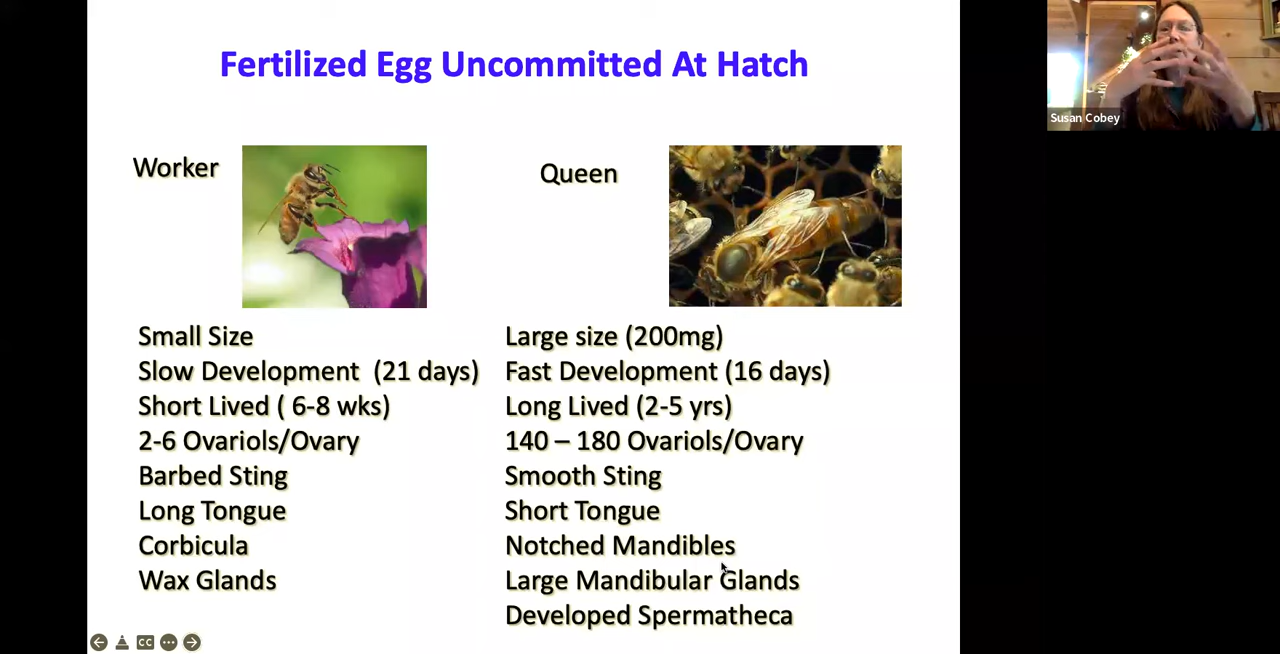 Fertilized Egg Uncommitted At Hatch
Susan Cobey
Worker
Queen
Small Size
Slow Development (21 days)
Short Lived ( 6-8 wks)
2-6 Ovariols/Ovary
Barbed Sting
Long Tongue
Corbicula
Wax Glands
Large size (200mg)
Fast Development (16 days)
Long Lived (2-5 yrs)
140 – 180 Ovariols/Ovary
Smooth Sting
Short Tongue
Notched Mandibles
Large Mandibular Glands
Developed Spermatheca
CC